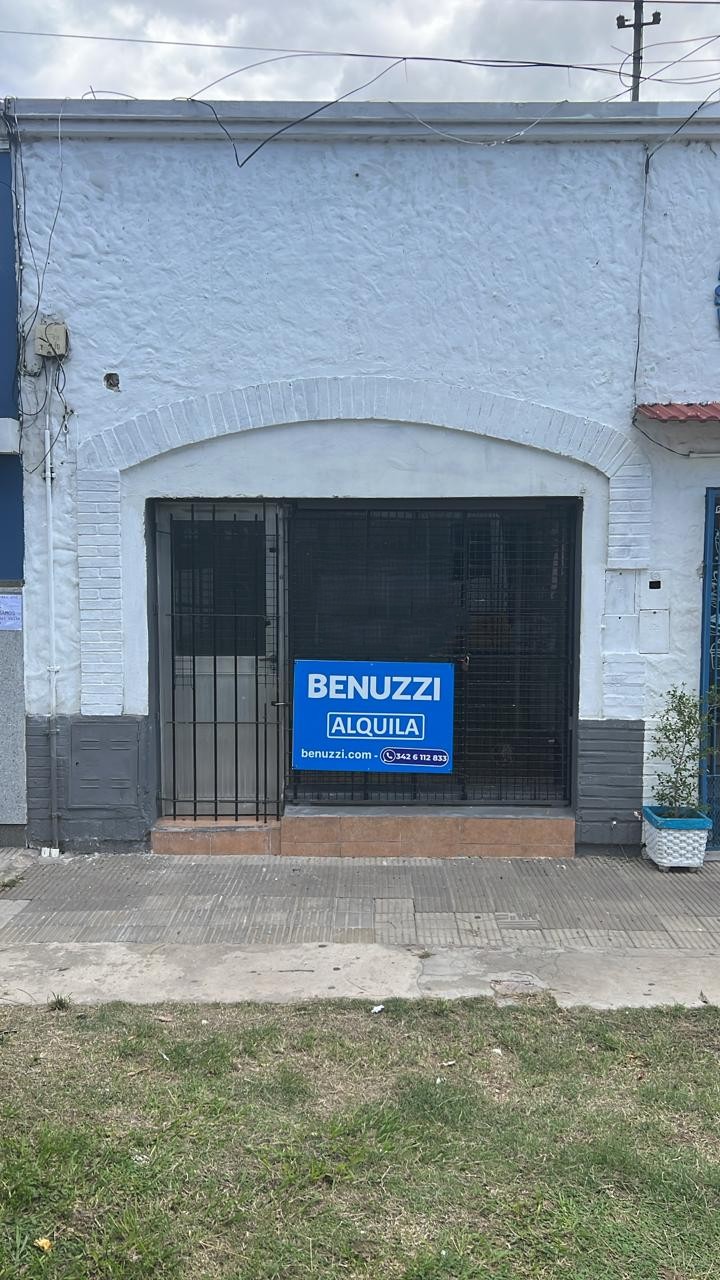 BENUZZI
ALQUILA
benuzzi.com - 342 6 112 833